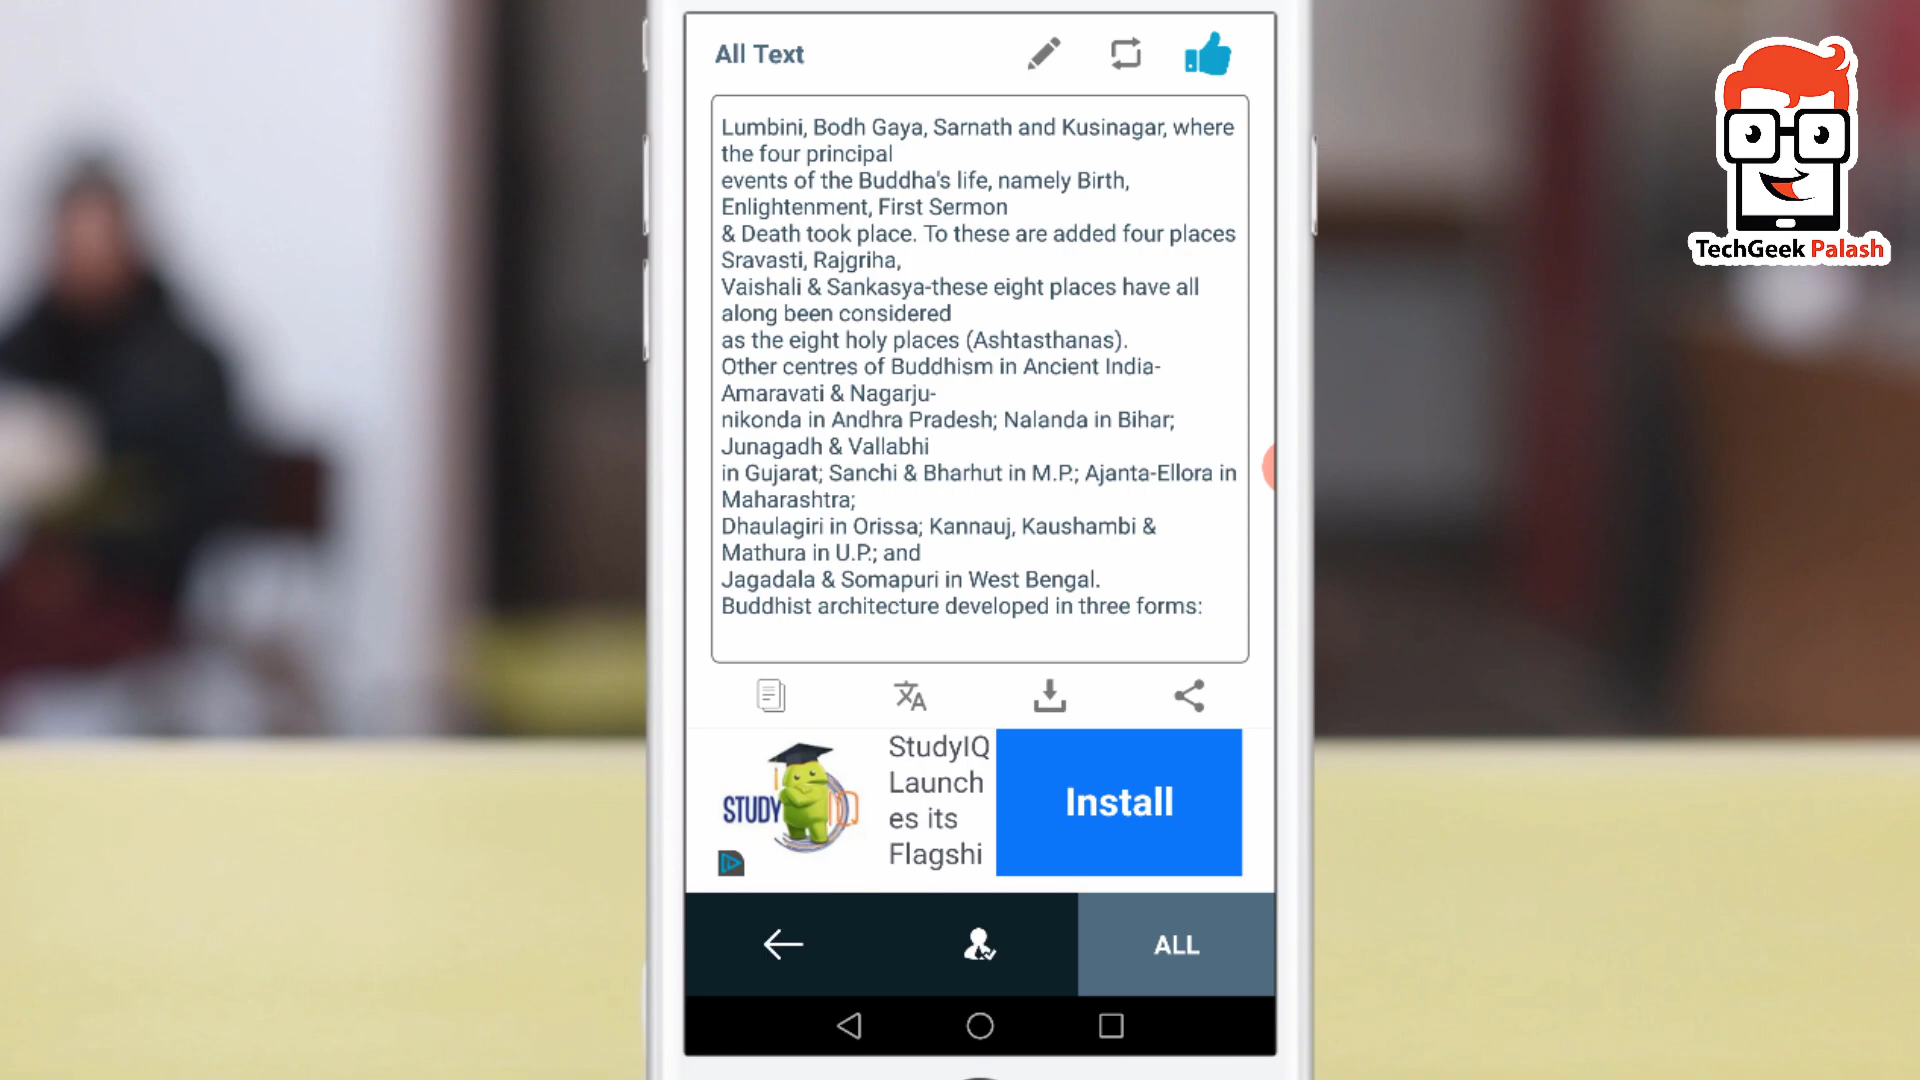 All Text
Lumbini, Bodh Gaya, Sarnath and Kusinagar, where
the four principal
events of the Buddha's life, namely Birth,
Enlightenment, First Sermon
& Death took place. To these are added four places
Sravasti, Rajgriha,
Vaishali & Sankasya-these eight places have all
along been considered
as the eight holy places (Ashtasthanas).
Other centres of Buddhism in Ancient India-
Amaravati & Nagarju-
nikonda in Andhra Pradesh; Nalanda in Bihar;
Junagadh & Vallabhi
in Gujarat; Sanchi & Bharhut in M.P.; Ajanta-Ellora in
Maharashtra;
Dhaulagiri in Orissa; Kannauj, Kaushambi &
Mathura in U.P.; and
Jagadala & Somapuri in West Bengal.
Buddhist architecture developed in three forms:
STUDY IQ
StudyIQ
Launch
es its
Flagshi
Install
ALL
TechGeek Palash